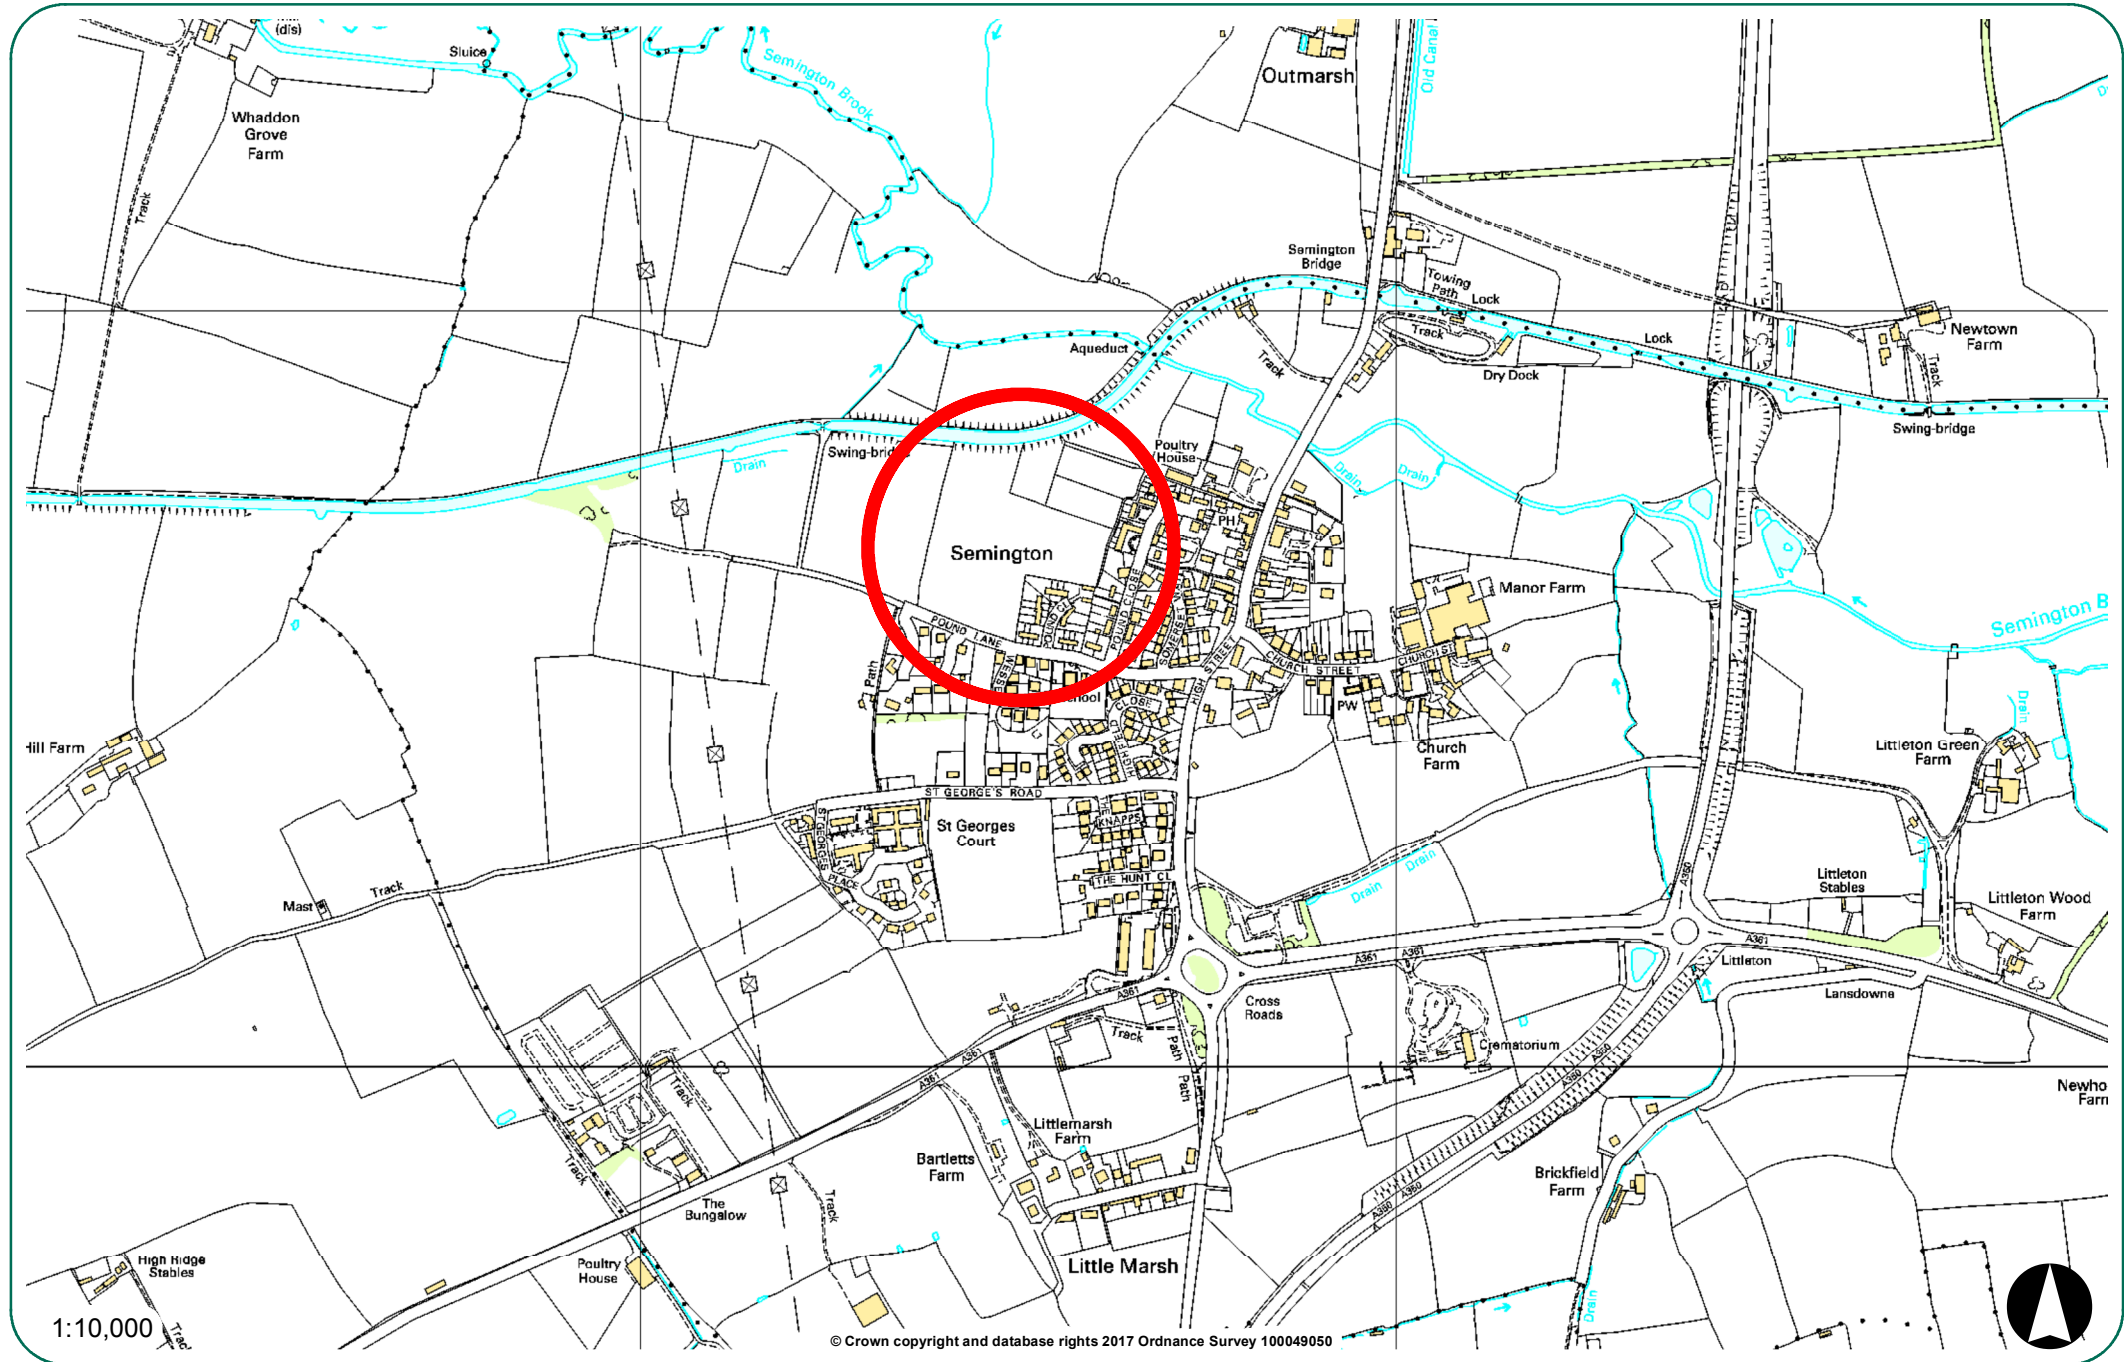 (dis)
Sluice
Semington Brook
Outmarsh
Old Canal
Whaddon
Grove
Farm
Track
Semington
Bridge
Towing
Path
Lock
Track
Lock
Dry Dock
Newtown
Farm
Track
Swing-bridge
Aqueduct
Track
Swing-bridge
Drain
Poultry
House
Drain
Drain
PH
Semington
Manor Farm
POUND LANE
POUND CL
POUND CLOSE
SOMERSET
HIGH STREET
CHURCH STREET
CHURCH ST
Path
PW
Semington B
Hill Farm
CLOSE
HIGHFIELD
Church
Farm
Drain
Littleton Green
Farm
ST GEORGE'S ROAD
ST GEORGES
PLACE
St Georges
Court
THE
KNAPPS
THE HUNT CL
Drain
Drain
A350
Littleton
Stables
Littleton Wood
Farm
Mast
Track
A361
A361
A361
A361
Littleton
Lansdowne
Cross
Roads
Track
Path
Path
Crematorium
D
A350
A350
A361
A361
Track
Newho
Farm
Littlemarsh
Farm
Bartletts
Farm
Brickfield
Farm
The
Bungalow
Track
Track
A350
A350
High Ridge
Stables
Poultry
House
Little Marsh
Drain
Track
1:10,000
© Crown copyright and database rights 2017 Ordnance Survey 100049050